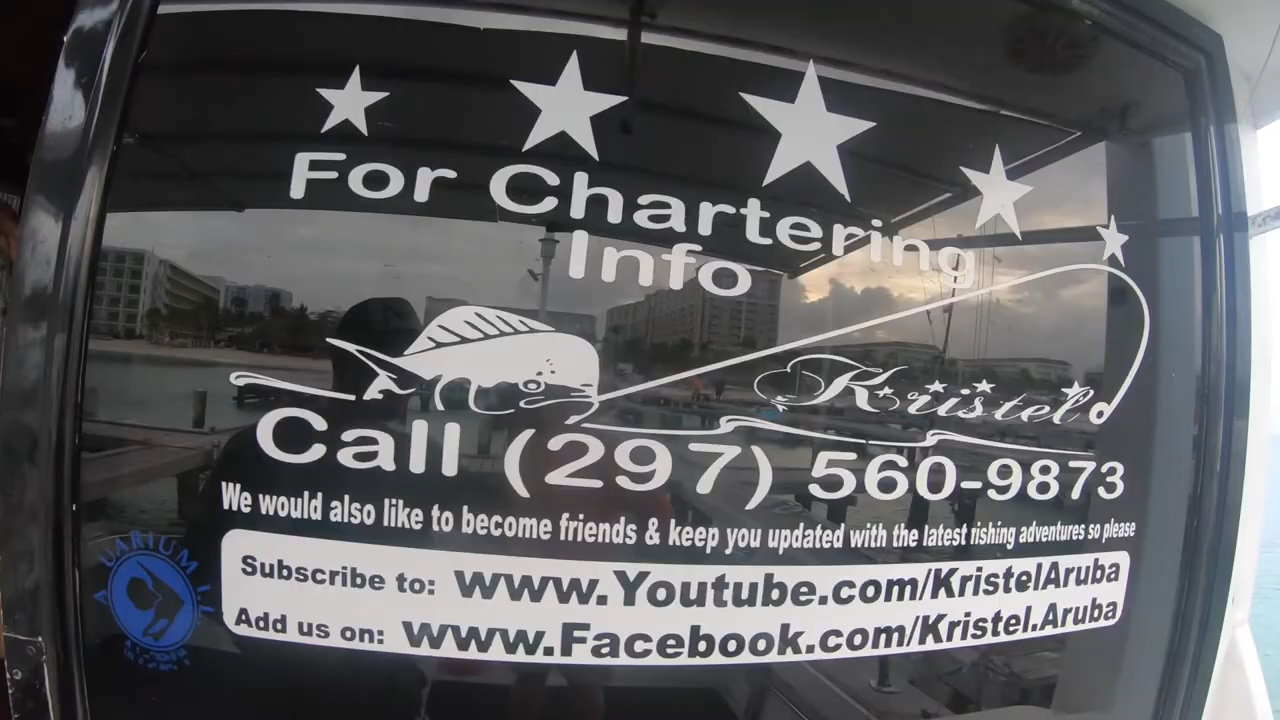 For Chartering
Info
Kristel
Call (297) 560-9873
We would also like to become friends & keep you updated with the latest rishing adventures so please
Subscribe to: www.Youtube.com/KristelAruba
Add us on: www.Facebook.com/Kristel.Aruba